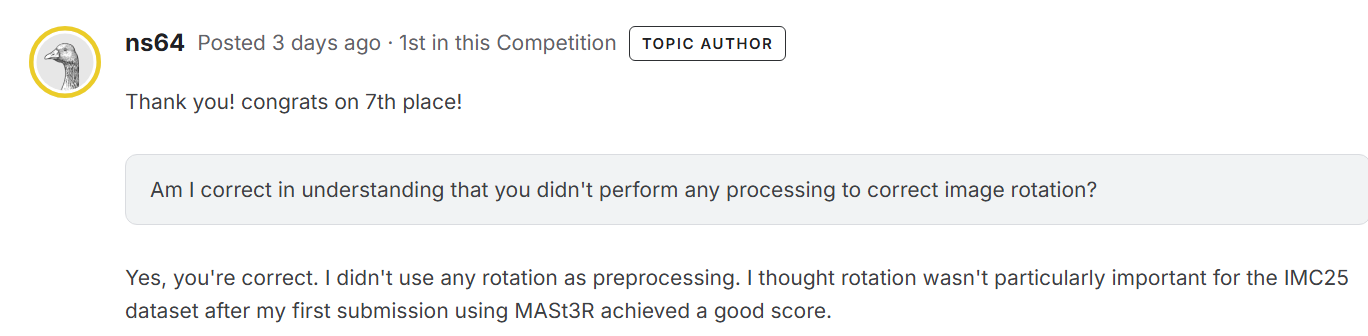 ns64 Posted 3 days ago · 1st in this Competition TOPIC AUTHOR
Thank you! congrats on 7th place!
Am I correct in understanding that you didn't perform any processing to correct image rotation?
Yes, you're correct. I didn't use any rotation as preprocessing. I thought rotation wasn't particularly important for the IMC25
dataset after my first submission using MASt3R achieved a good score.